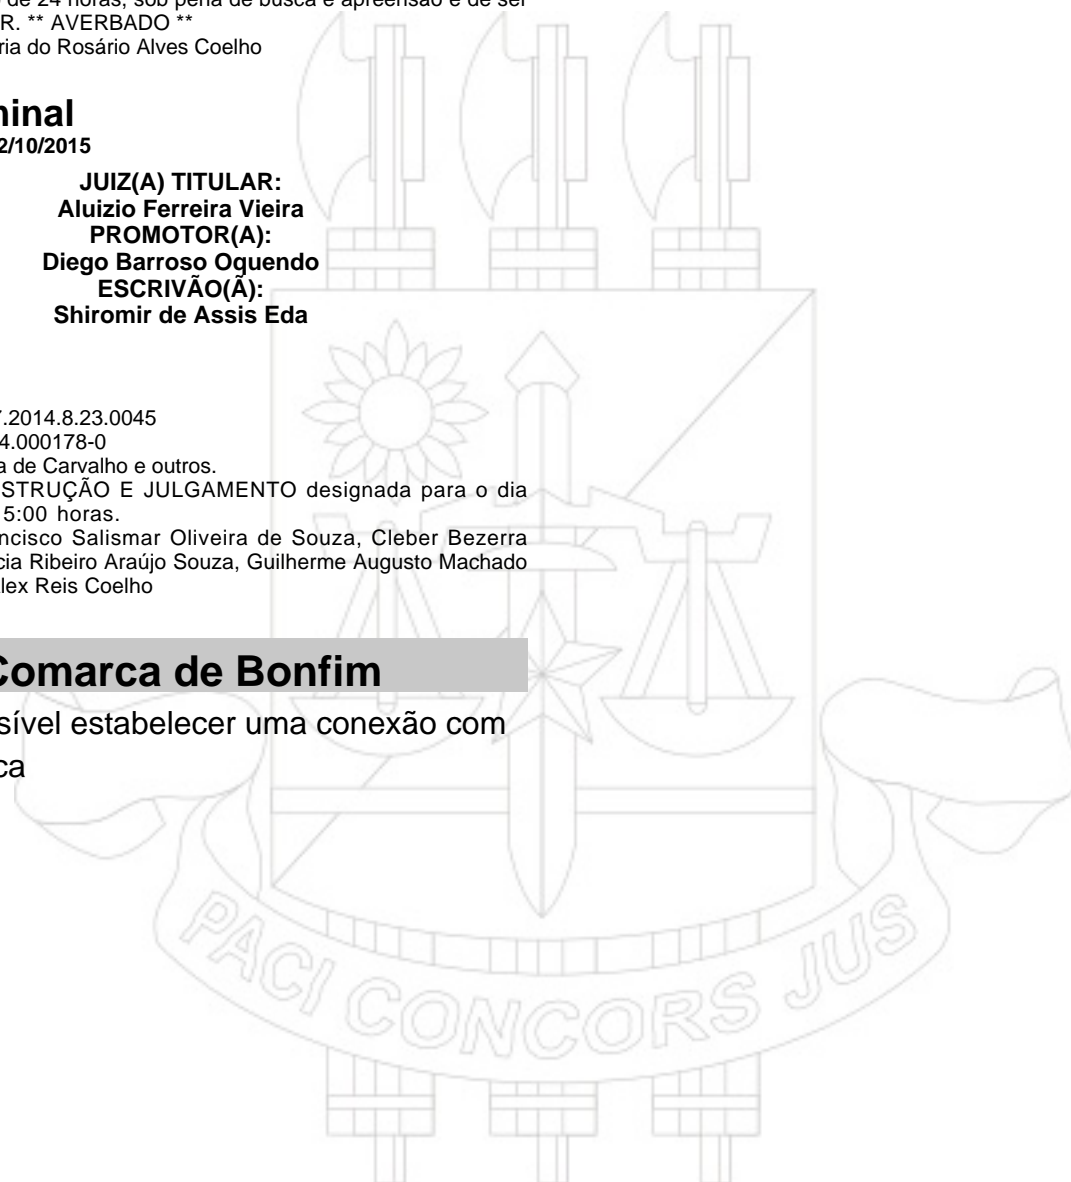 de 24 horas, sob pena de busca e apreensão e de ser
R. ** AVERBADO **
ria do Rosário Alves Coelho
ninal
2/10/2015
JUIZ(A) TITULAR:
Aluizio Ferreira Vieira
PROMOTOR(A):
Diego Barroso Oquendo
ESCRIVÃO(Ã):
Shiromir de Assis Eda
7.2014.8.23.0045
4.000178-0
a de Carvalho e outros.
STRUÇÃO E JULGAMENTO designada para o dia
5:00 horas.
ncisco Salismar Oliveira de Souza, Cleber Bezerra
cia Ribeiro Araújo Souza, Guilherme Augusto Machado
lex Reis Coelho
Comarca de Bonfim
sível estabelecer uma conexão com
ca
PACI CONCORS JUS